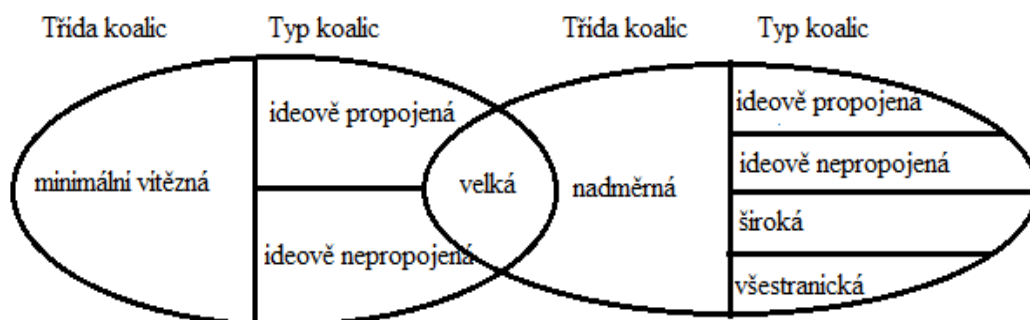 Třída koalic Typ koalic Třída koalic Typ koalic
ideově propojená
ideově propojena
minimální vítězná
velká
nadměrná
ideově nepropojená
ideově nepropojená
široká
všestranická